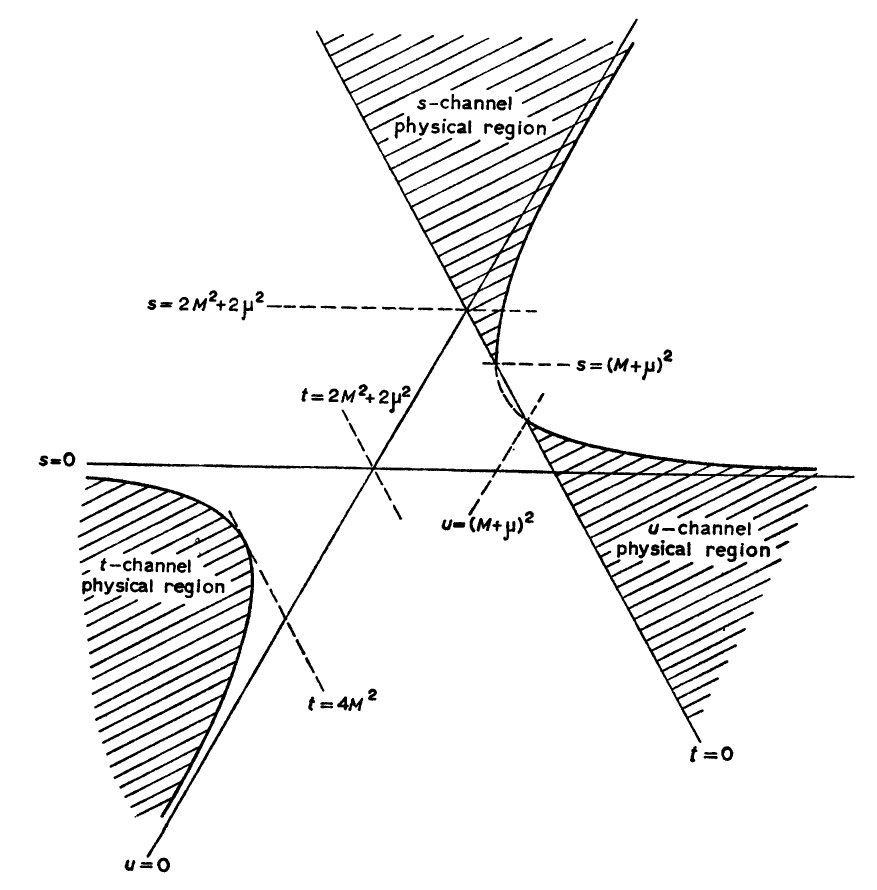 s-channel
physical region
s=2M²+2μ²
s=(M+μ)²
t=2M²+2μ²
s=0
u=(M+μ)²
u-channel
physical region
t-channel
physical region
t=4M²
t=0
u=0